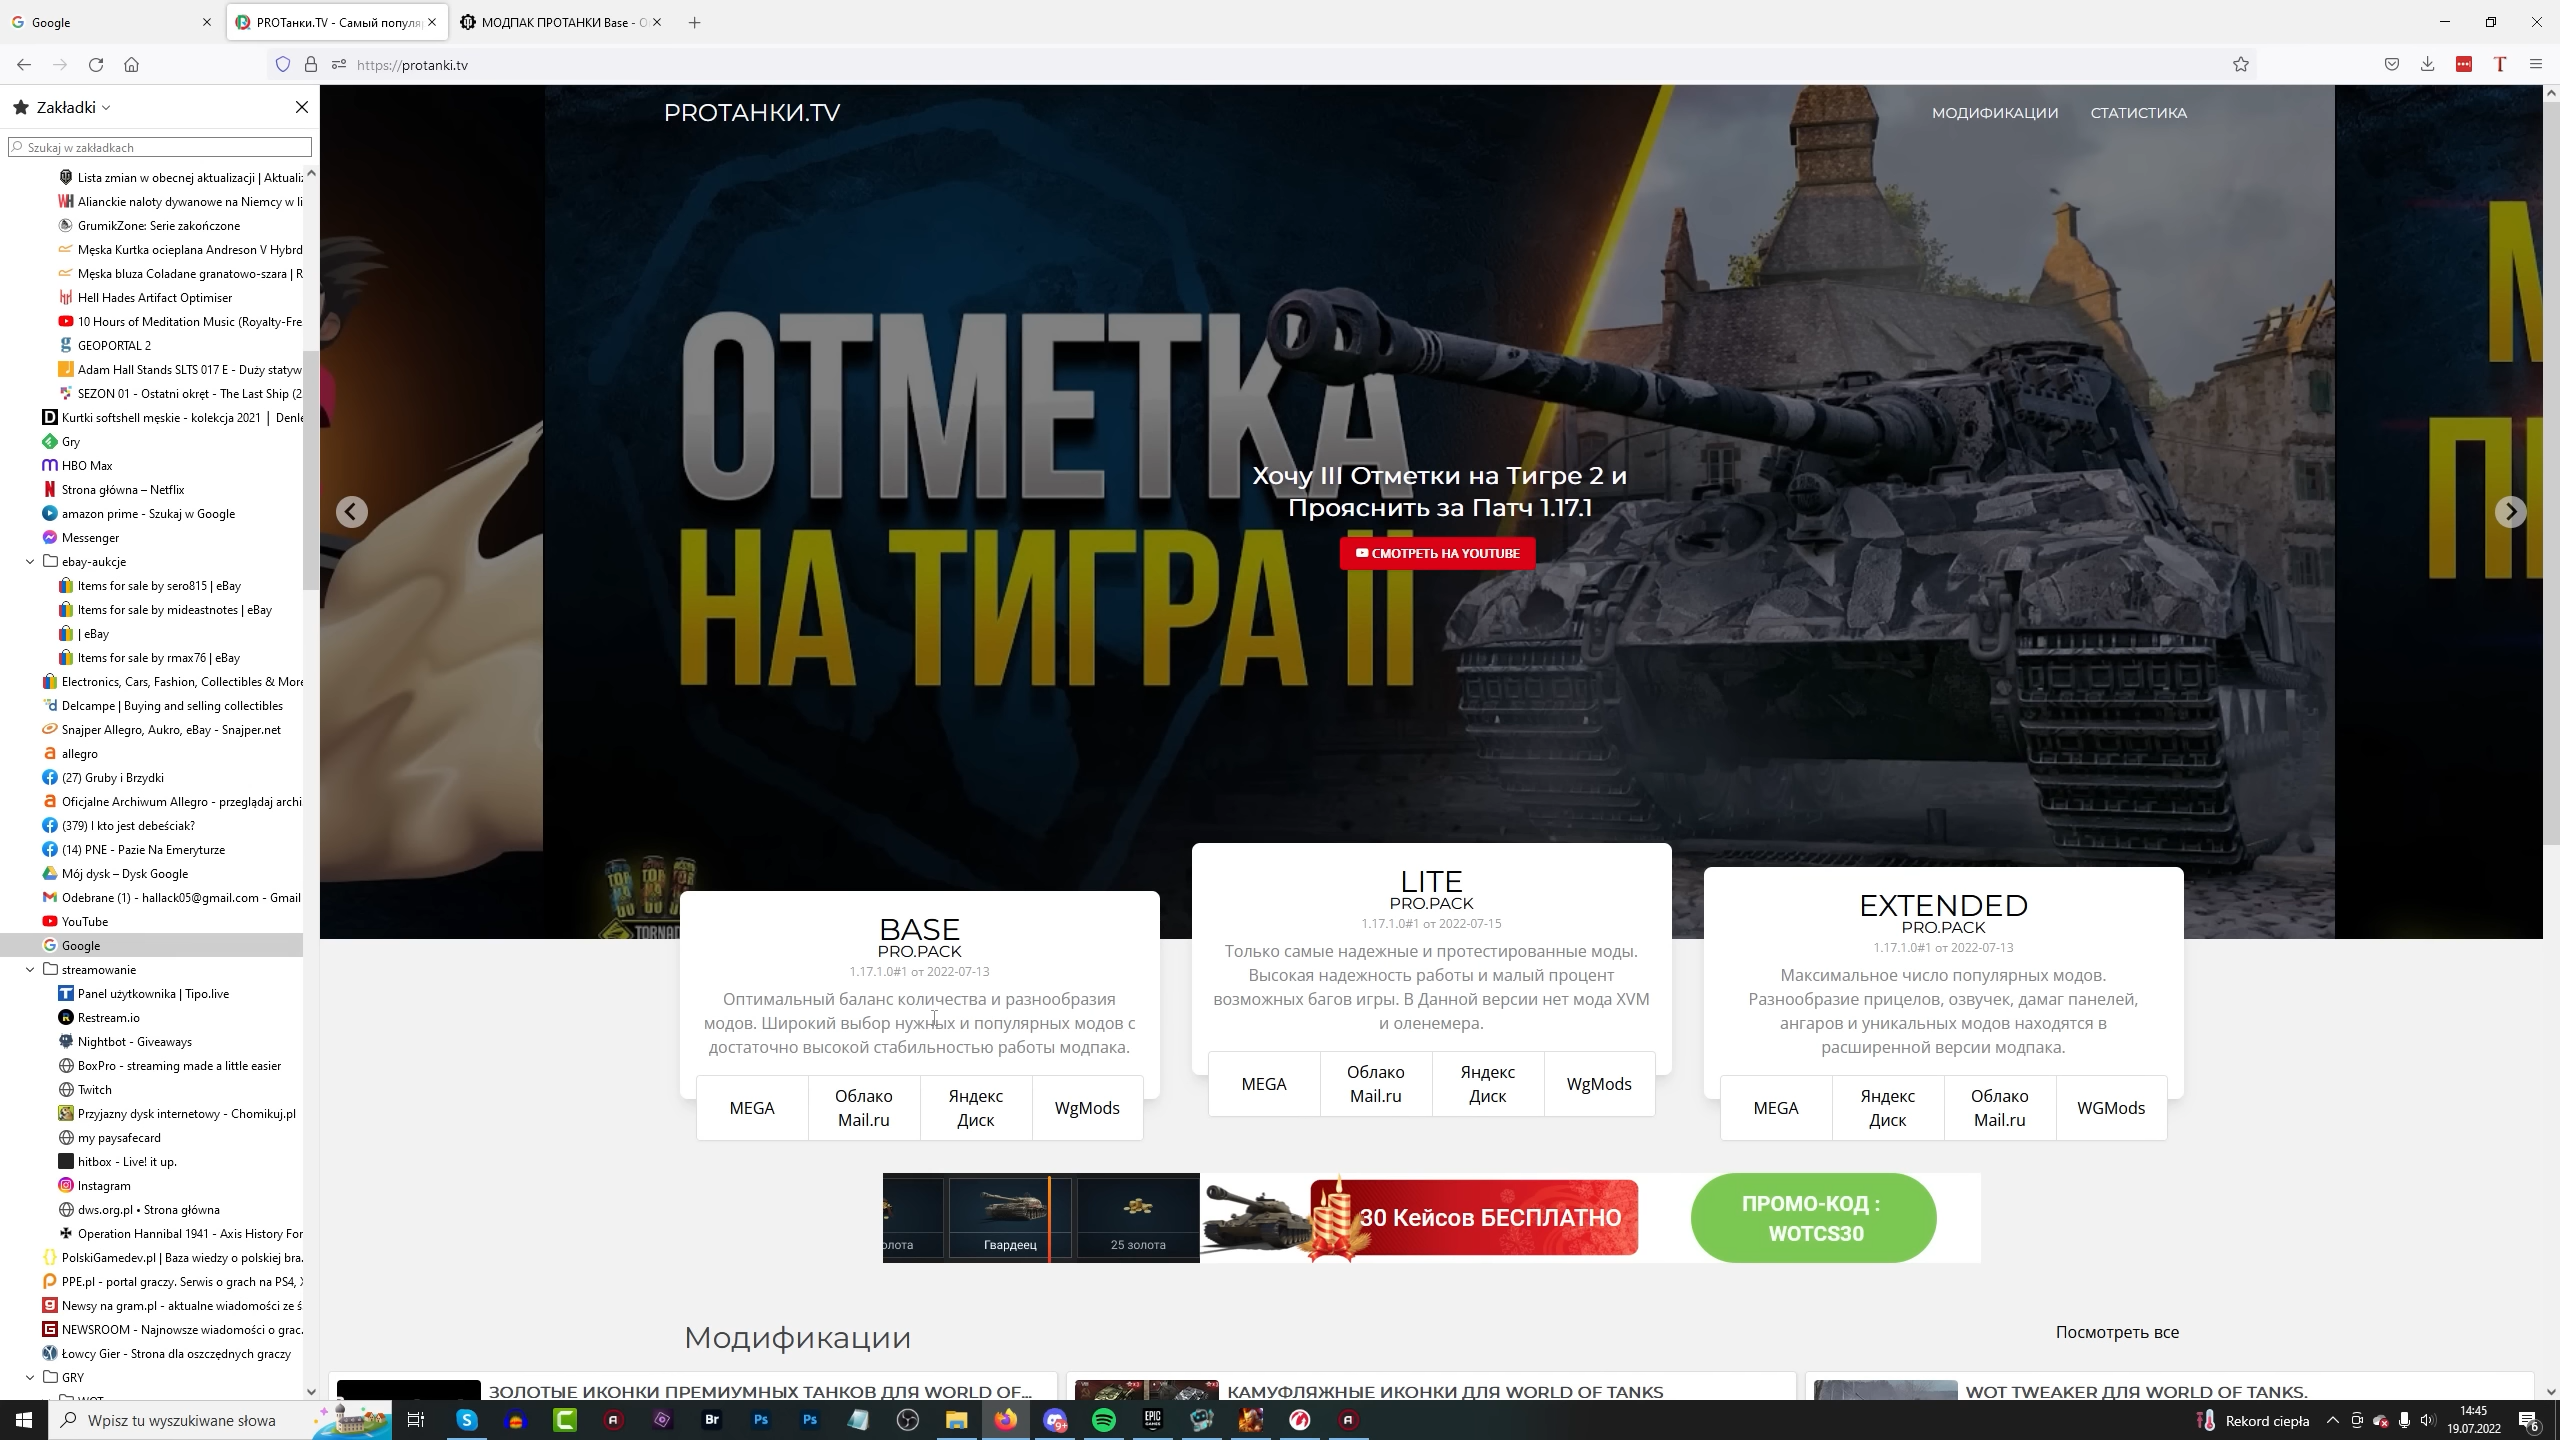 Google
PROТанки.TV - Самый популя
МОДПАК ПРОТАНКИ Base - О
https://protanki.tv
Zakładki
Szukaj w zakładkach
Lista zmian w obecnej aktualizacji | Aktualiz
Alianckie naloty dywanowe na Niemcy w li
GrumikZone: Serie zakończone
Męska Kurtka ocieplana Andreson V Hybrd
Męska bluza Coladane granatowo-szara | R
Hell Hades Artifact Optimiser
10 Hours of Meditation Music (Royalty-Fre
GEOPORTAL 2
Adam Hall Stands SLTS 017 E - Duży statyw
SEZON 01 - Ostatni okręt - The Last Ship (2
Kurtki softshell męskie - kolekcja 2021 | Denle
Gry
HBO Max
Strona główna – Netflix
amazon prime - Szukaj w Google
Messenger
ebay-aukcje
Items for sale by sero815 | eBay
Items for sale by mideastnotes | eBay
| eBay
Items for sale by rmax76 | eBay
Electronics, Cars, Fashion, Collectibles & More
Delcampe | Buying and selling collectibles
Snajper Allegro, Aukro, eBay - Snajper.net
allegro
(27) Gruby i Brzydki
Oficjalne Archiwum Allegro - przeglądaj archi
(379) I kto jest debeściak?
(14) PNE - Pazie Na Emeryturze
Mój dysk – Dysk Google
Odebrane (1) - hallack05@gmail.com - Gmail
YouTube
Google
streamowanie
Panel użytkownika | Tipo.live
Restream.io
Nightbot - Giveaways
BoxPro - streaming made a little easier
Twitch
Przyjazny dysk internetowy - Chomikuj.pl
my paysafecard
hitbox - Live! it up.
Instagram
dws.org.pl • Strona główna
Operation Hannibal 1941 - Axis History For
PolskiGamedev.pl | Baza wiedzy o polskiej bra.
PPE.pl - portal graczy. Serwis o grach na PS4, X
Newsy na gram.pl - aktualne wiadomości ze ś
NEWSROOM - Najnowsze wiadomości o grac.
Łowcy Gier - Strona dla oszczędnych graczy
GRY
WOT
PROТАНКИ.TV
МОДИФИКАЦИИ
СТАТИСТИКА
ОТМЕТКА
НА ТИГРА II
М
П
Хочу III Отметки на Тигре 2 и
Прояснить за Патч 1.17.1
СМОТРЕТЬ НА YOUTUBE
TORNAD
BASE
PRO.PACK
1.17.1.0#1 от 2022-07-13
Оптимальный баланс количества и разнообразия
модов. Широкий выбор нужных и популярных модов с
достаточно высокой стабильностью работы модпака.
MEGA
Облако
Mail.ru
Яндекс
Диск
WgMods
LITE
PRO.PACK
1.17.1.0#1 от 2022-07-15
Только самые надежные и протестированные моды.
Высокая надежность работы и малый процент
возможных багов игры. В Данной версии нет мода XVM
и оленемера.
MEGA
Облако
Mail.ru
Яндекс
Диск
WgMods
EXTENDED
PRO.PACK
1.17.1.0#1 от 2022-07-13
Максимальное число популярных модов.
Разнообразие прицелов, озвучек, дамаг панелей,
ангаров и уникальных модов находятся в
расширенной версии модпака.
MEGA
Яндекс
Диск
Облако
Mail.ru
WGMods
олота
Гвардеец
25 золота
30 Кейсов БЕСПЛАТНО
ПРОМО-КОД :
WOTCS30
Модификации
Посмотреть все
ЗОЛОТЫЕ ИКОНКИ ПРЕМИУМНЫХ ТАНКОВ ДЛЯ WORLD OF...
КАМУФЛЯЖНЫЕ ИКОНКИ ДЛЯ WORLD OF TANKS
WOT TWEAKER ДЛЯ WORLD OF TANKS.
Wpisz tu wyszukiwane słowa
Br
Ps
Ps
EPIC
9+
Rekord ciepła
14:45
19.07.2022
6